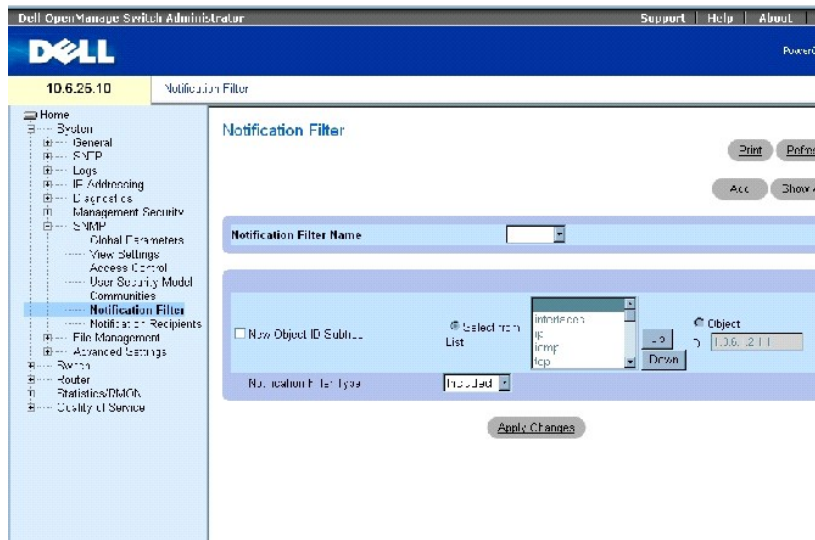 Dell OpenManage Switch Administrator
Support Help About
DELL
10.6.25.10 Notification Filter
Home
System
General
SNTP
Logs
IP Addressing
Diagnostics
Management Security
SNMP
Global Parameters
View Settings
Access Control
User Security Model
Communities
Notification Filter
Notification Recipients
File Management
Advanced Settings
Switch
Router
Statistics/RMON
Quality of Service
Notification Filter
Print
Add Show
Notification Filter Name
New Object ID Subtree
Select from List
interfaces
ip
icmp
tcp
Up
Down
Object
Notification Filter Type Included
Apply Changes